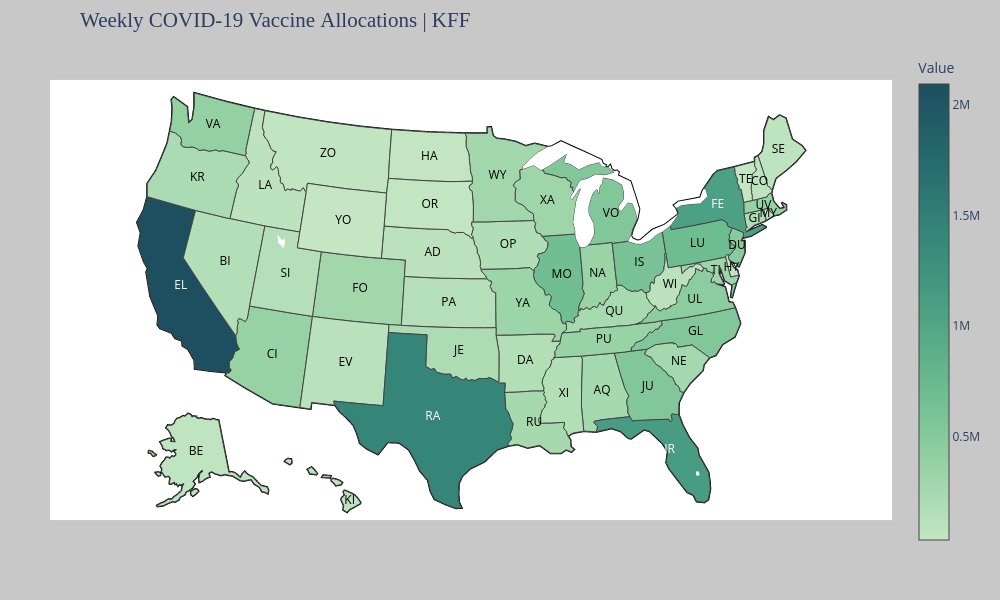 Weekly COVID-19 Vaccine Allocations | KFF
Value
2M
1.5M
1M
0.5M
VA
ZO
HA
WY
SE
KR
LA
OR
XA
VO
TE
CO
YO
FE
UV
MY
GI
AD
OP
LU
DU
BI
SI
FO
MO
NA
IS
HY
EL
WI
PA
YA
QU
UL
CI
EV
JE
DA
PU
GL
NE
XI
AQ
JU
RA
RU
BE
KI